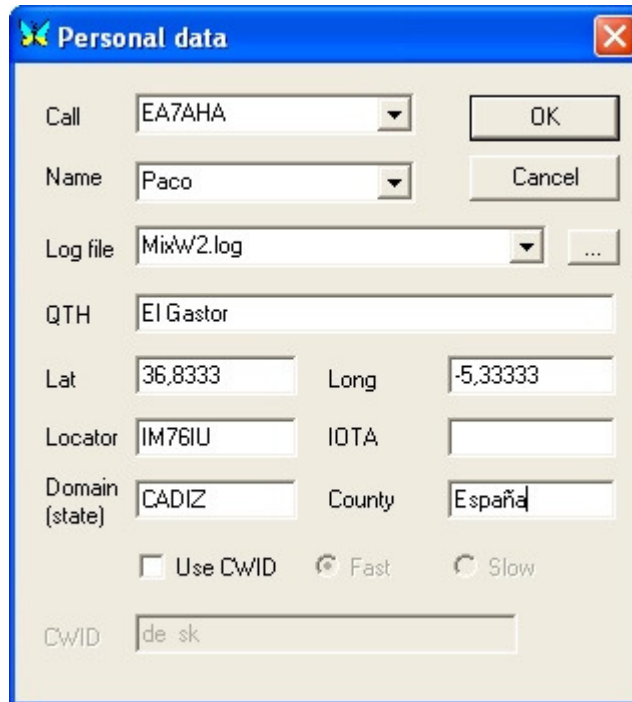 Personal data
Call EA7AHA OK
Name Paco Cancel
Log file MixW2.log ...
QTH El Gastor
Lat 36,8333 Long -5,33333
Locator IM76IU IOTA
Domain
(state) CADIZ County España
Use CWID Fast Slow
CWID de sk